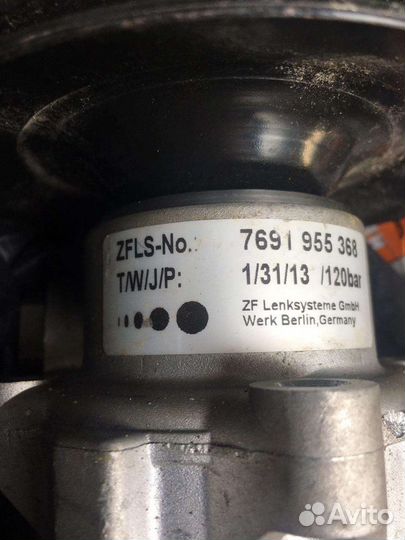 ZFLS-No.: 7691 955 368
T/W/J/P: 1/31/13 /120bar
ZF Lenksysteme GmbH
Werk Berlin,Germany
Avito